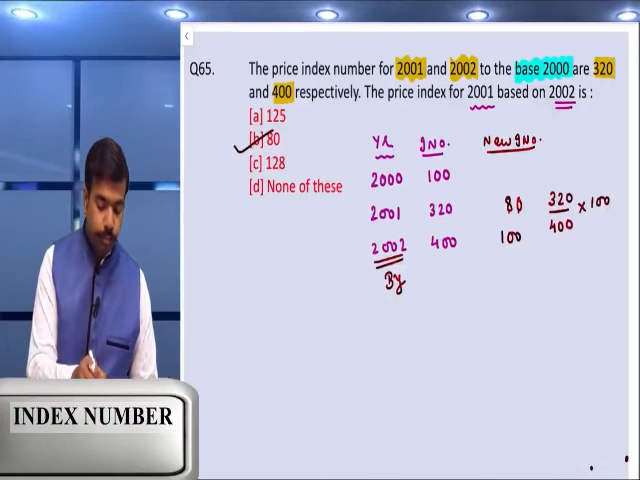 Q65. The price index number for 2001 and 2002 to the base 2000 are 320
and 400 respectively. The price index for 2001 based on 2002 is :
[a] 125
[b] 80
[c] 128
[d] None of these
Yr INo. New INo.
2000 100
2001 320 80 320/400 × 100
2002 400 100
By
INDEX NUMBER